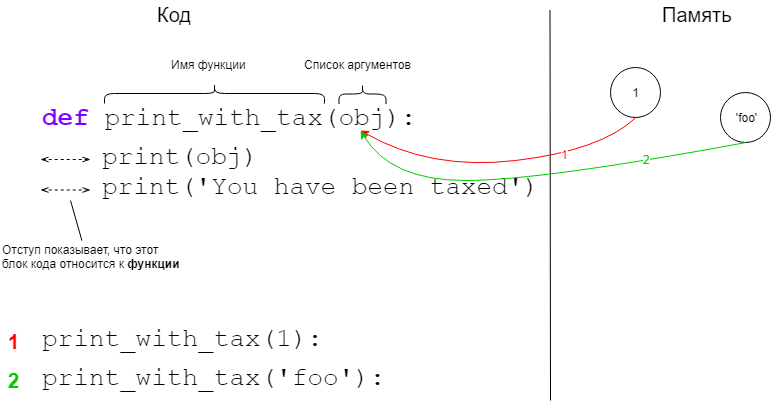 Код
Память
Имя функции
Список аргументов
def print_with_tax(obj):
print(obj)
print('You have been taxed')
1
'foo'
1
2
Отступ показывает, что этот
блок кода относится к функции
1 print_with_tax(1):
2 print_with_tax('foo'):